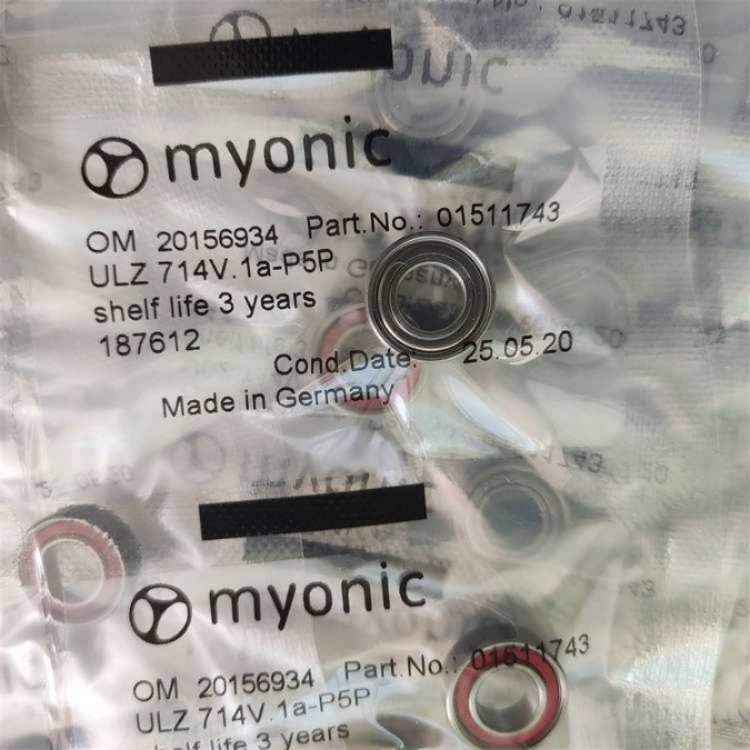 01511743
myonic
OM 20156934 Part.No.: 01511743
ULZ 714V.1a-P5P
shelf life 3 years
187612
Cond.Date: 25.05.20
Made in Germany
myonic
OM 20156934 Part.No.: 01511743
ULZ 714V.1a-P5P
shelf life 3 years